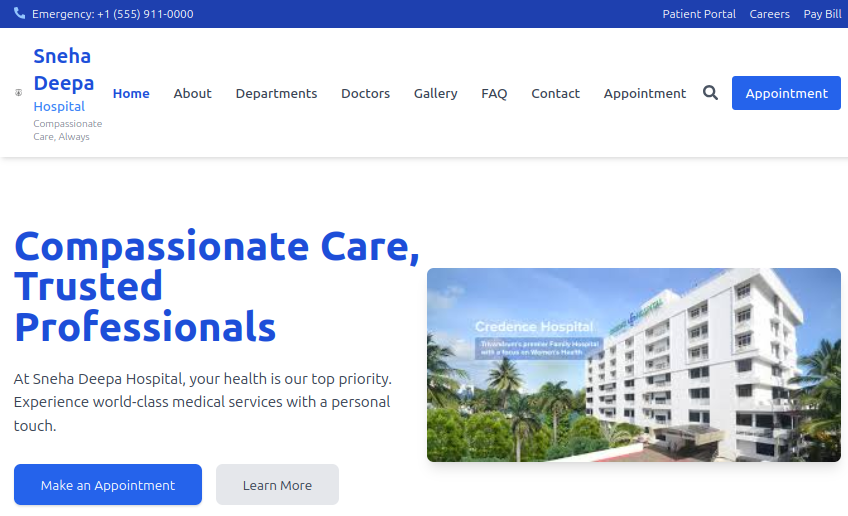 Emergency: +1 (555) 911-0000
Patient Portal Careers Pay Bill
Sneha
Deepa
Hospital
Compassionate
Care, Always
Home About Departments Doctors Gallery FAQ Contact Appointment Appointment
Compassionate Care,
Trusted
Professionals
At Sneha Deepa Hospital, your health is our top priority.
Experience world-class medical services with a personal
touch.
Make an Appointment Learn More
Credence Hospital
Trivandrum's premier Family Hospital
with a focus on Women's Health